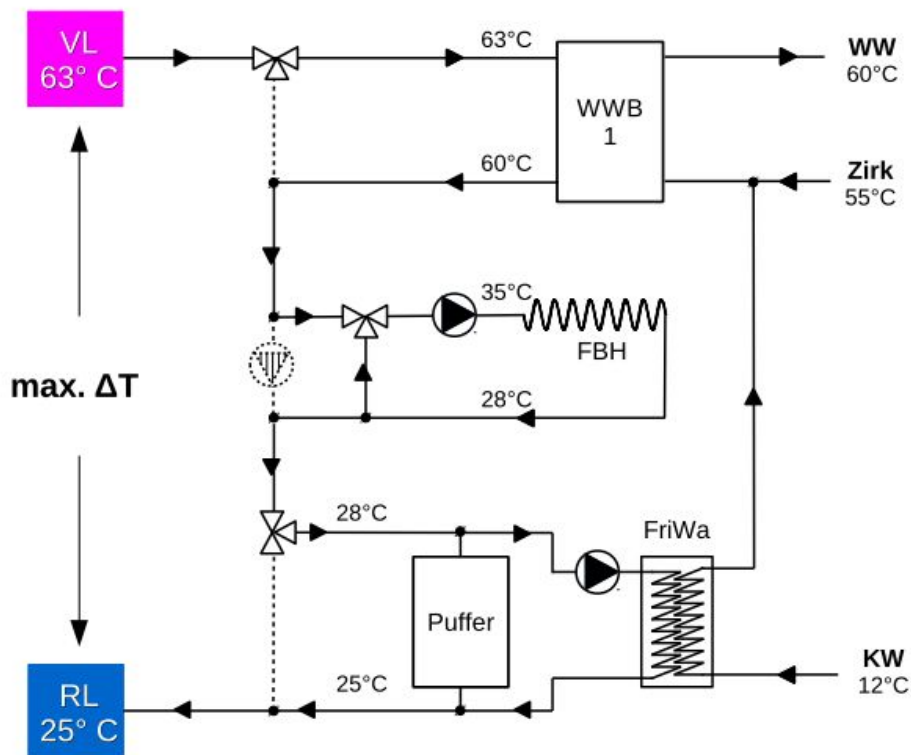 VL
63° C
63°C
WW
60°C
WWB
1
60°C
Zirk
55°C
35°C
FBH
max. ΔT
28°C
28°C
FriWa
Puffer
25°C
KW
12°C
RL
25° C